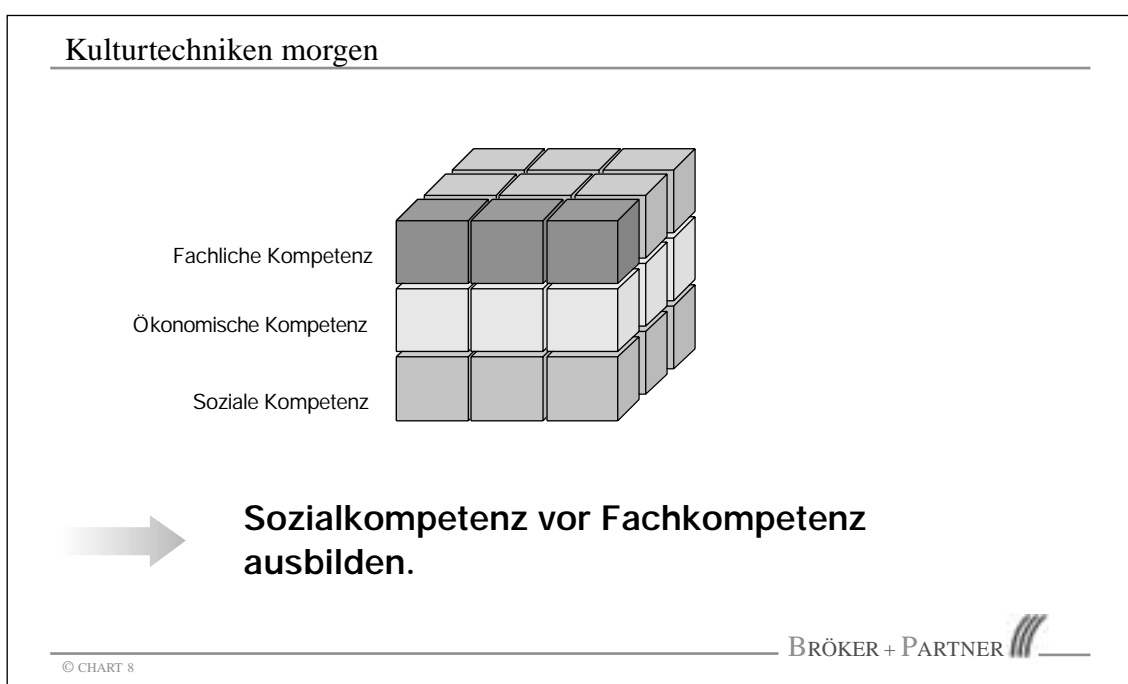 Kulturtechniken morgen
Fachliche Kompetenz
Ökonomische Kompetenz
Soziale Kompetenz
Sozialkompetenz vor Fachkompetenz
ausbilden.
BRÖKER + PARTNER
© CHART 8